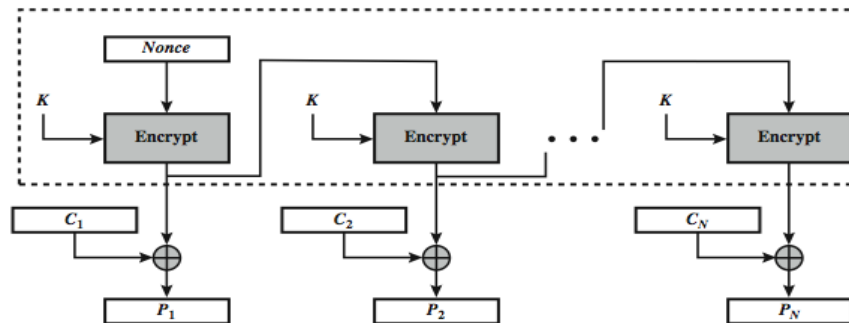 Nonce
K K K
Encrypt Encrypt • • • Encrypt
C1 C2 CN
P1 P2 PN